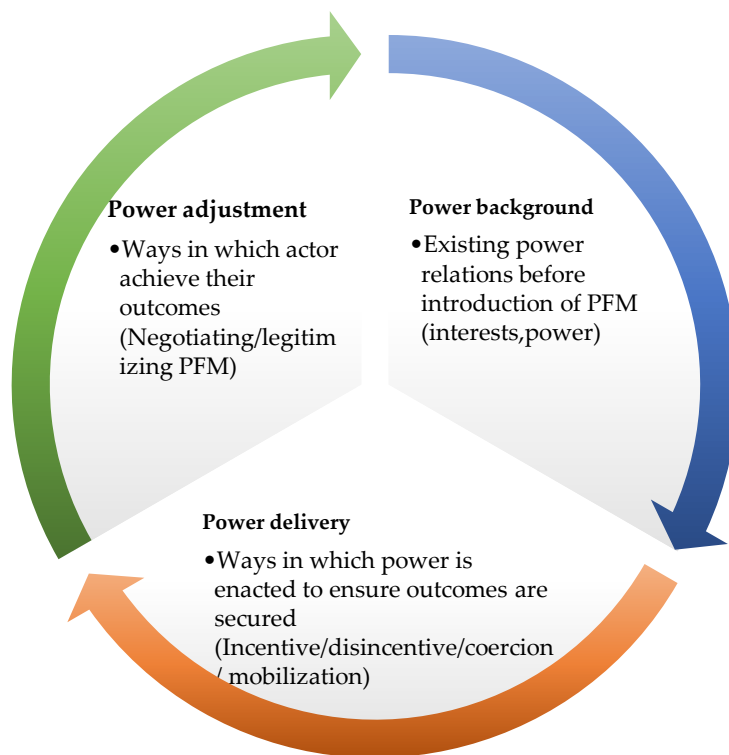 Power adjustment
•Ways in which actor
achieve their
outcomes
(Negotiating/legitim
izing PFM)
Power background
•Existing power
relations before
introduction of PFM
(interests,power)
Power delivery
•Ways in which power is
enacted to ensure outcomes are
secured
(Incentive/disincentive/coercion
/ mobilization)